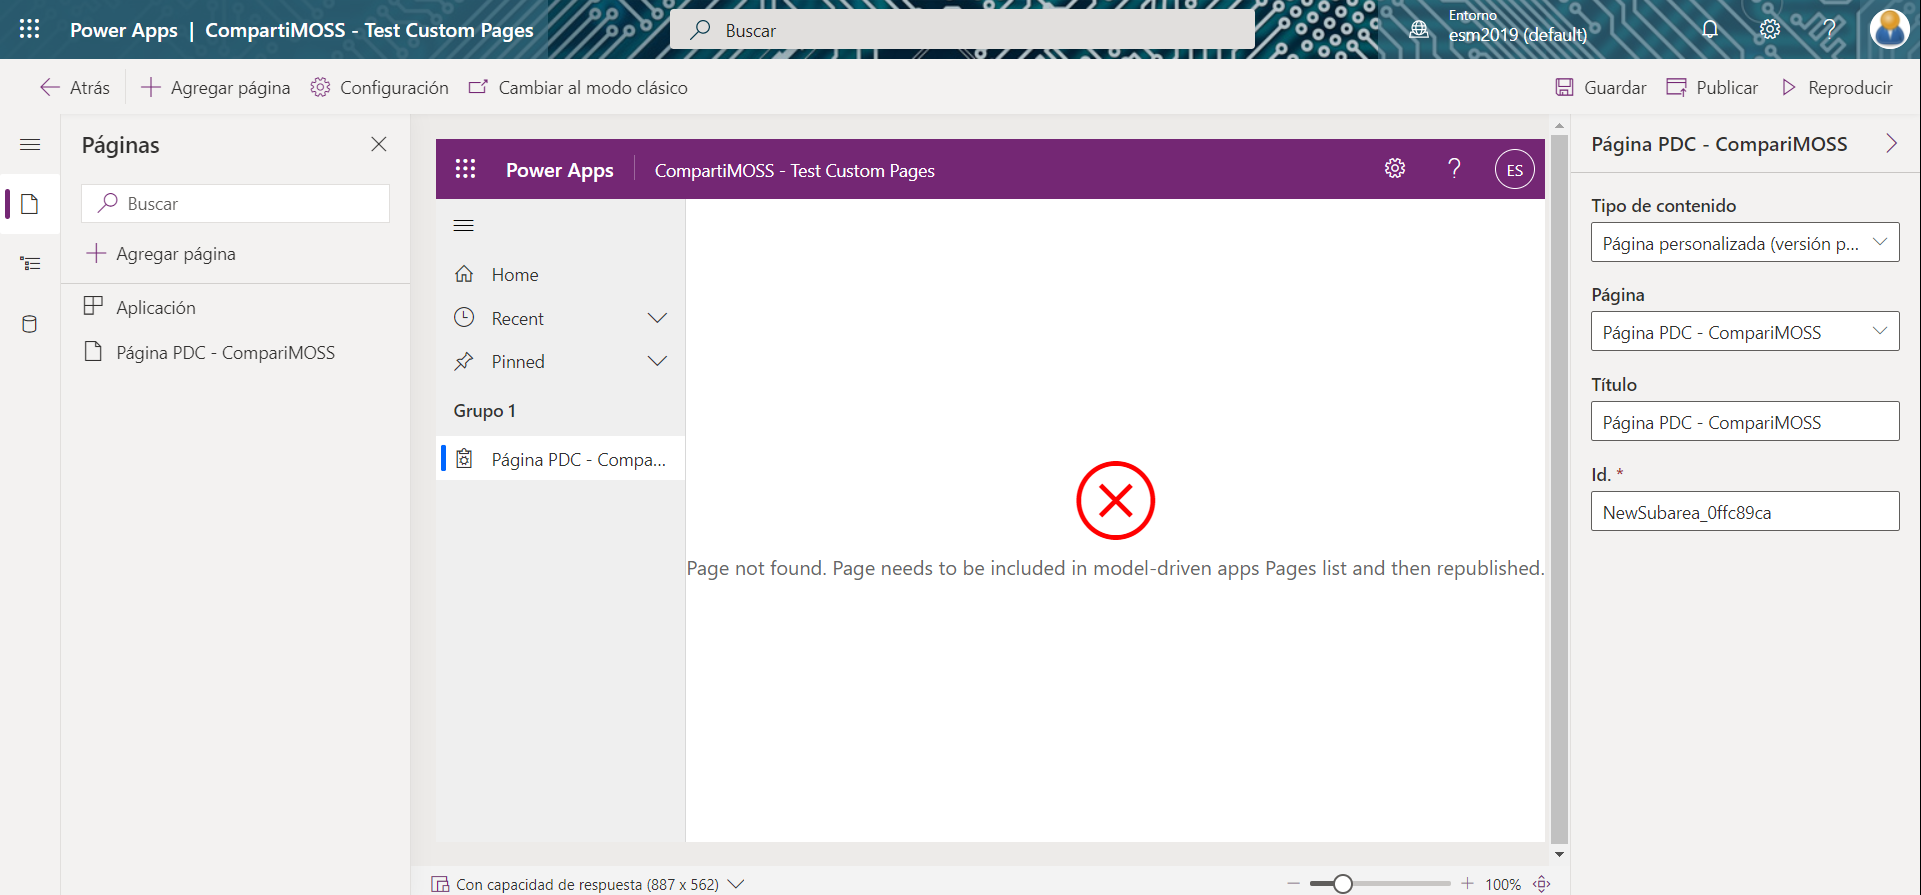 Power Apps | CompartiMOSS - Test Custom Pages
Buscar
Entorno
esm2019 (default)
Atrás
Agregar página
Configuración
Cambiar al modo clásico
Guardar
Publicar
Reproducir
Páginas
Buscar
Agregar página
Aplicación
Página PDC - CompariMOSS
Power Apps
CompartiMOSS - Test Custom Pages
ES
Home
Recent
Pinned
Grupo 1
Página PDC - Compa...
Page not found. Page needs to be included in model-driven apps Pages list and then republished.
Con capacidad de respuesta (887 x 562)
100%
Página PDC - CompariMOSS
Tipo de contenido
Página personalizada (versión p...
Página
Página PDC - CompariMOSS
Título
Página PDC - CompariMOSS
Id. *
NewSubarea_0ffc89ca